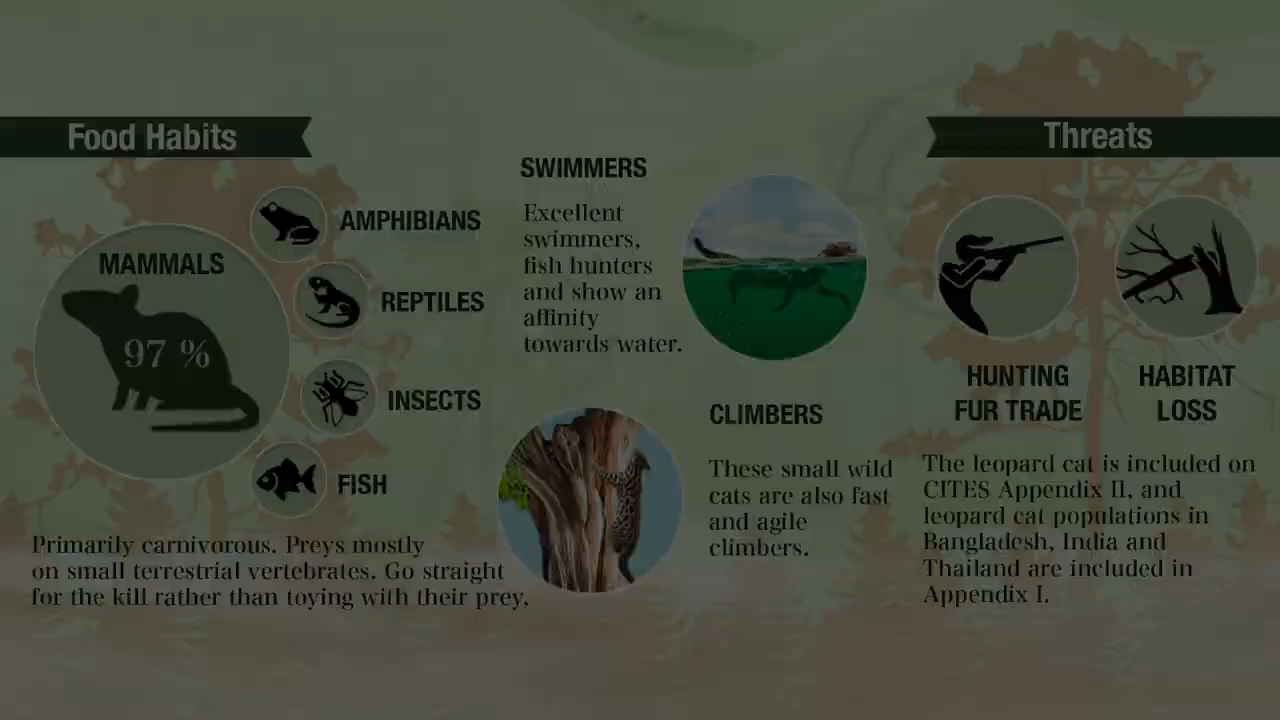 Food Habits
MAMMALS
97 %
AMPHIBIANS
REPTILES
INSECTS
FISH
Primarily carnivorous. Preys mostly
on small terrestrial vertebrates. Go straight
for the kill rather than toying with their prey.
SWIMMERS
Excellent
swimmers,
fish hunters
and show an
affinity
towards water.
CLIMBERS
These small wild
cats are also fast
and agile
climbers.
Threats
HUNTING
FUR TRADE
HABITAT
LOSS
The leopard cat is included on
CITES Appendix II, and
leopard cat populations in
Bangladesh, India and
Thailand are included in
Appendix I.